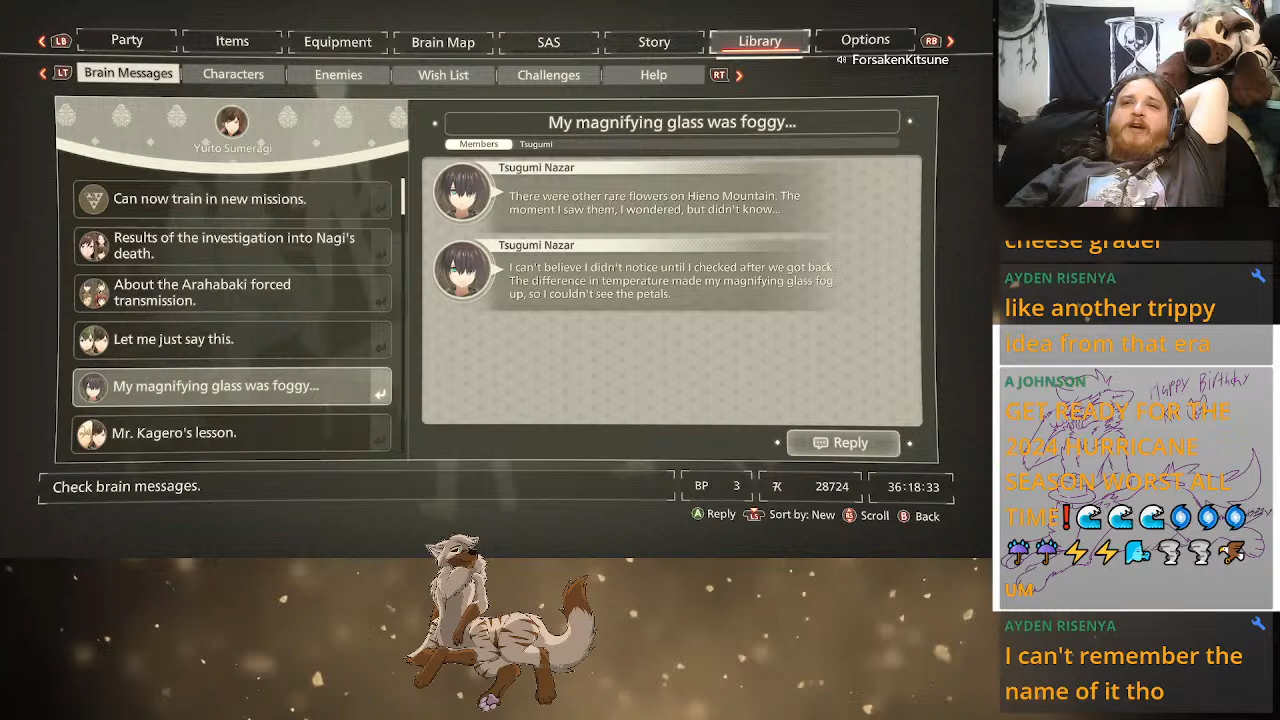 LB Party Items Equipment Brain Map SAS Story Library Options RB
ForsakenKitsune
LT Brain Messages Characters Enemies Wish List Challenges Help RT
Yuito Sumeragi
Can now train in new missions.
Results of the investigation into Nagi's
death.
About the Arahabaki forced
transmission.
Let me just say this.
My magnifying glass was foggy...
Mr. Kagero's lesson.
My magnifying glass was foggy...
Members Tsugumi
Tsugumi Nazar
There were other rare flowers on Hieno Mountain. The
moment I saw them, I wondered, but didn't know...
Tsugumi Nazar
I can't believe I didn't notice until I checked after we got back
The difference in temperature made my magnifying glass fog
up, so I couldn't see the petals.
Reply
Check brain messages.
BP 3
28724
36:18:33
A Reply LS Sort by: New RS Scroll B Back
cheese grader
AYDEN RISENYA
like another trippy
idea from that era
A JOHNSON
Happy Birthday
GET READY FOR THE
2024 HURRICANE
SEASON WORST ALL
TIME❗🌊🌊🌊🌀🌀🌀
UM
AYDEN RISENYA
I can't remember the
name of it tho